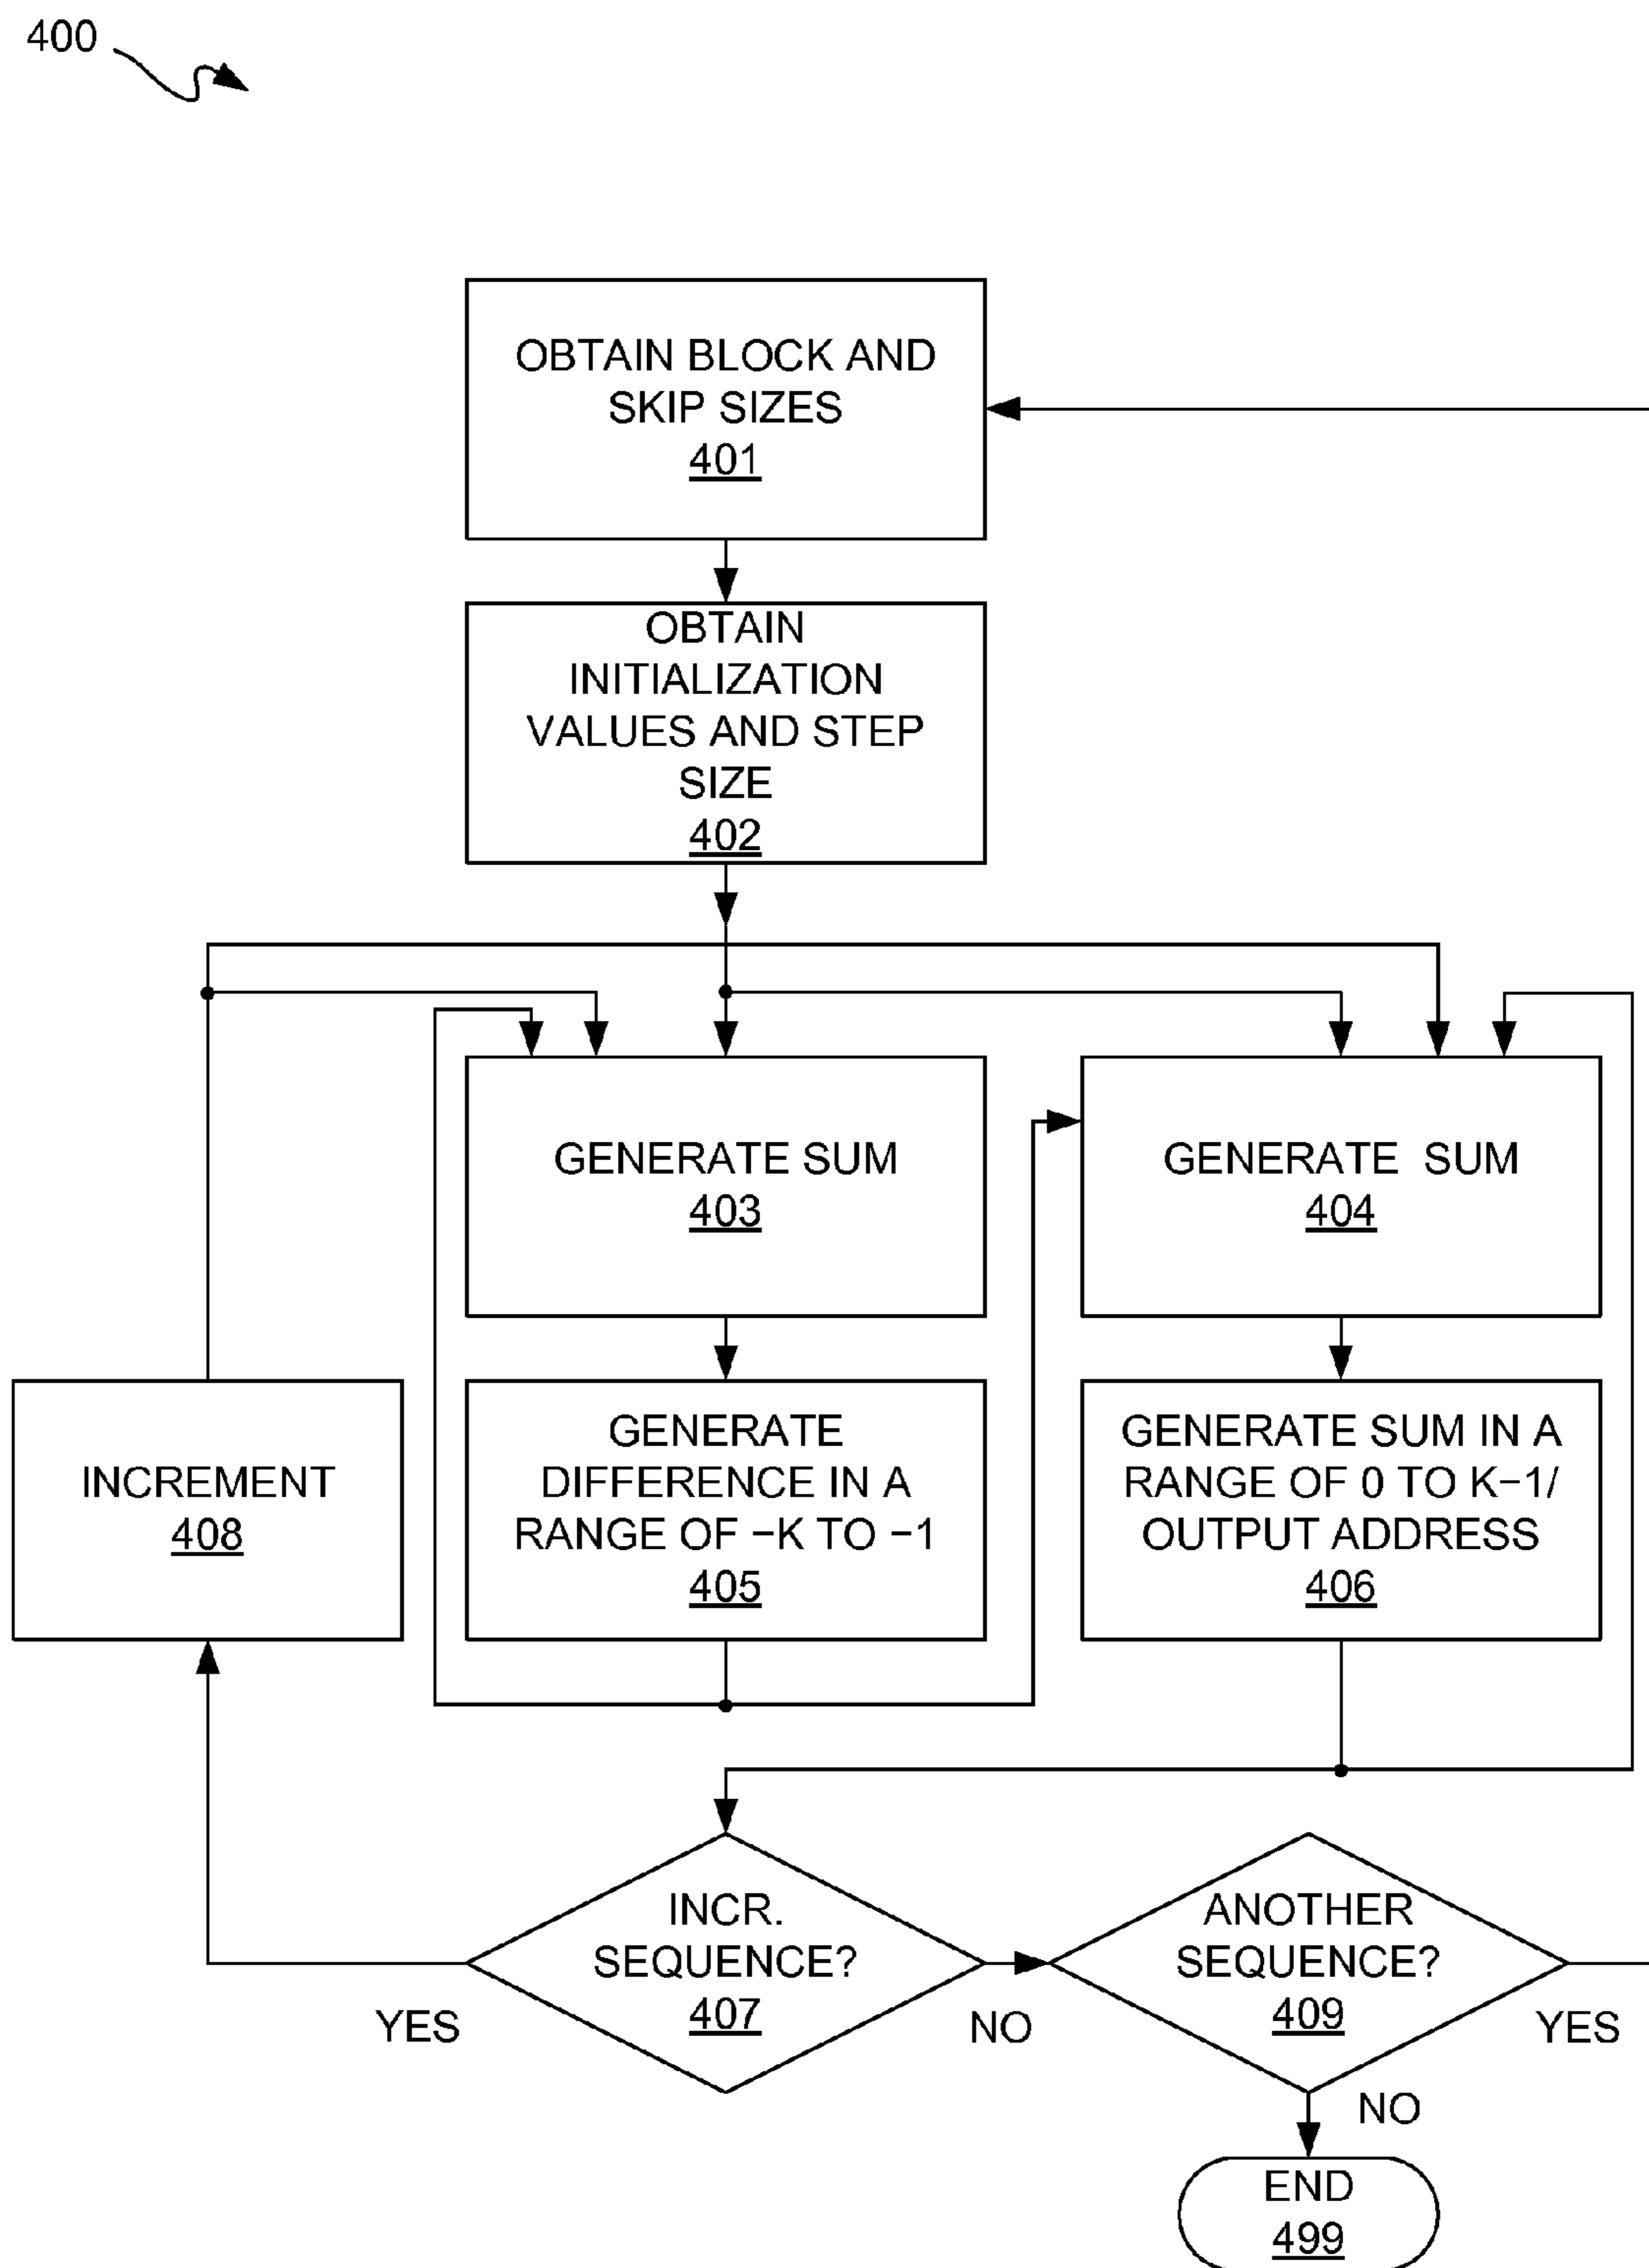 400
OBTAIN BLOCK AND
SKIP SIZES
401
OBTAIN
INITIALIZATION
VALUES AND STEP
SIZE
402
GENERATE SUM
403
GENERATE SUM
404
INCREMENT
408
GENERATE
DIFFERENCE IN A
RANGE OF −K TO −1
405
GENERATE SUM IN A
RANGE OF 0 TO K−1/
OUTPUT ADDRESS
406
INCR.
SEQUENCE?
407
YES
NO
ANOTHER
SEQUENCE?
409
YES
NO
END
499